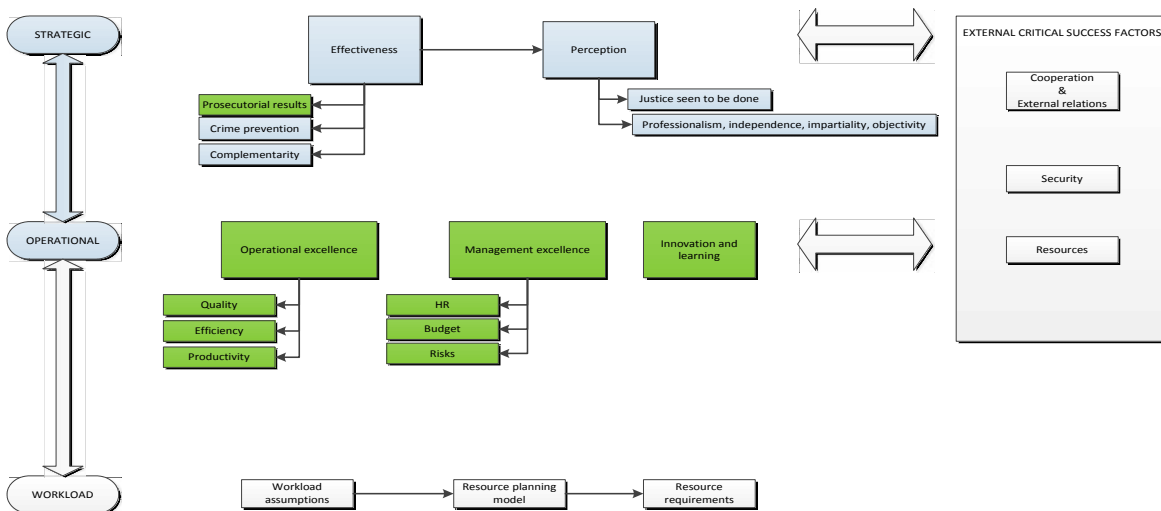 STRATEGIC
Effectiveness
Perception
EXTERNAL CRITICAL SUCCESS FACTORS
Cooperation
&
External relations
Prosecutorial results
Justice seen to be done
Crime prevention
Professionalism, independence, impartiality, objectivity
Complementarity
Security
OPERATIONAL
Operational excellence
Management excellence
Innovation and
learning
Resources
Quality
HR
Efficiency
Budget
Productivity
Risks
WORKLOAD
Workload
assumptions
Resource planning
model
Resource
requirements